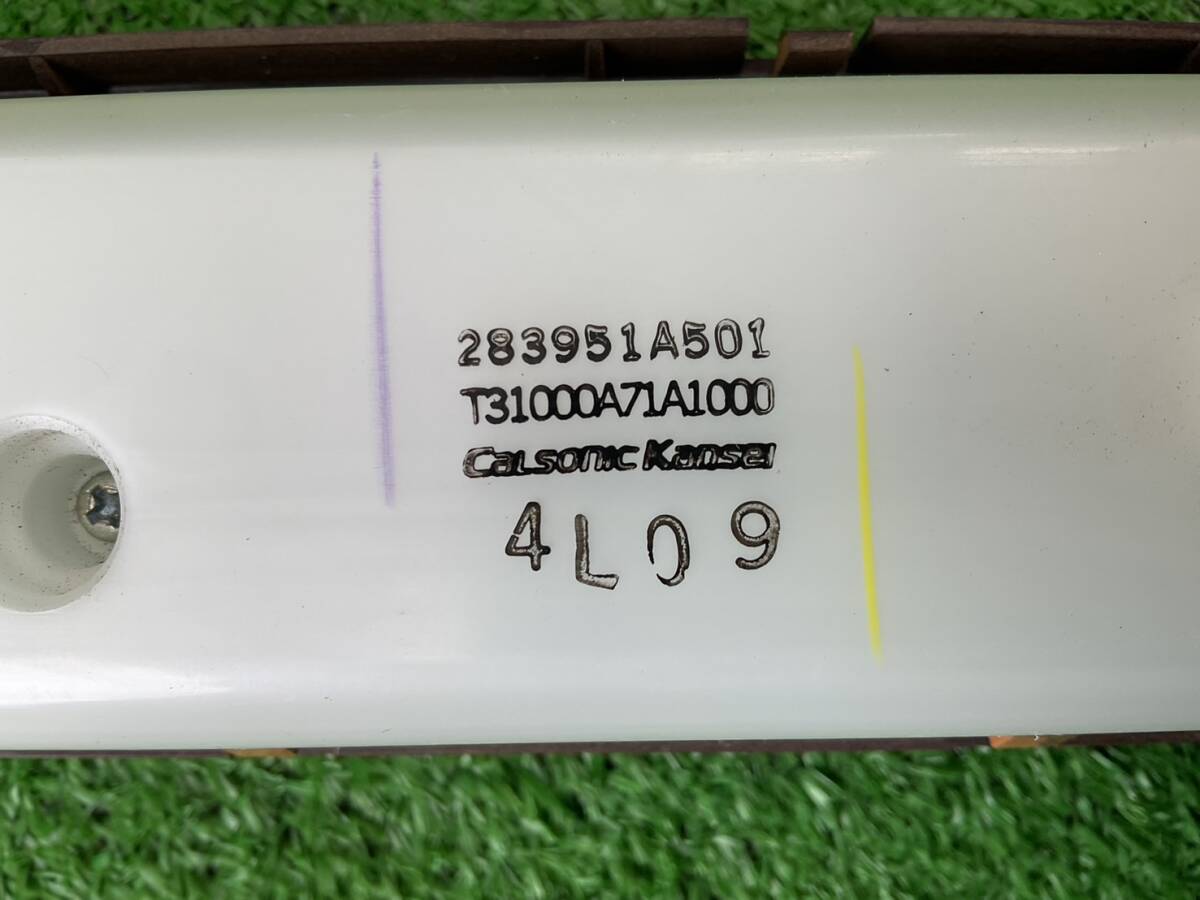 283951A501
T31000A71A1000
Calsonic Kansei
4L09